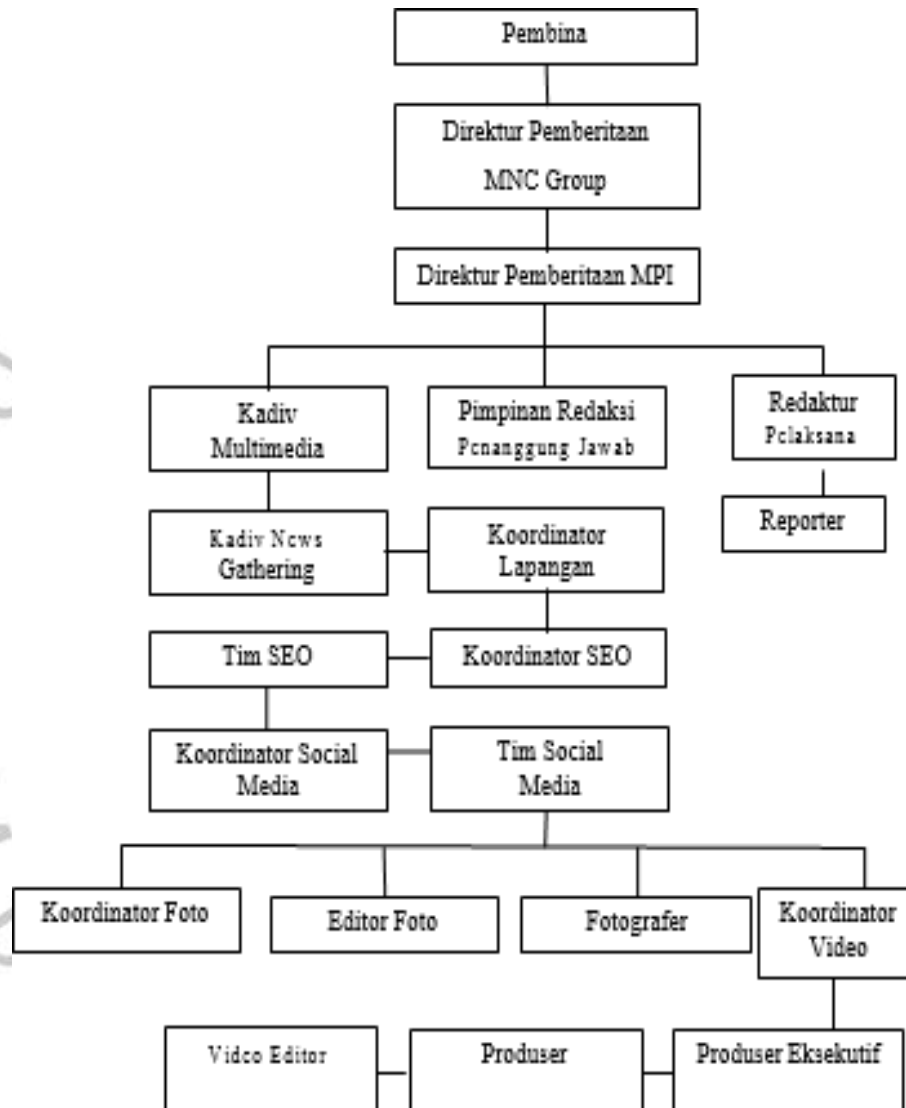 Pembina
Direktur Pemberitaan
MNC Group
Direktur Pemberitaan MPI
Kadiv
Multimedia
Pimpinan Redaksi
Penanggung Jawab
Redaktur
Pelaksana
Reporter
Kadiv News
Gathering
Koordinator
Lapangan
Tim SEO
Koordinator SEO
Koordinator Social
Media
Tim Social
Media
Koordinator Foto
Editor Foto
Fotografer
Koordinator
Video
Video Editor
Produser
Produser Eksekutif